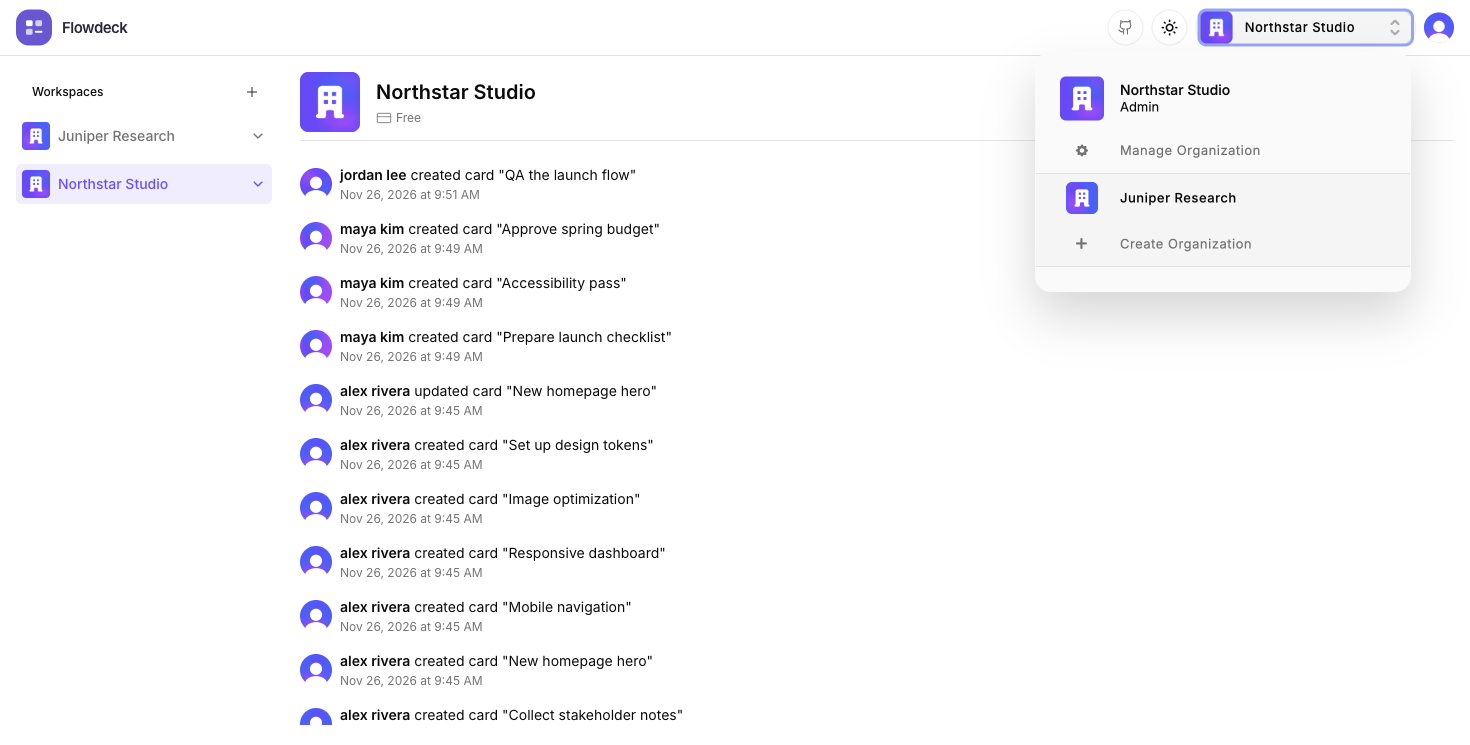 Flowdeck
Northstar Studio
Workspaces
Juniper Research
Northstar Studio
Northstar Studio
Free
jordan lee created card "QA the launch flow"
Nov 26, 2026 at 9:51 AM
maya kim created card "Approve spring budget"
Nov 26, 2026 at 9:49 AM
maya kim created card "Accessibility pass"
Nov 26, 2026 at 9:49 AM
maya kim created card "Prepare launch checklist"
Nov 26, 2026 at 9:49 AM
alex rivera updated card "New homepage hero"
Nov 26, 2026 at 9:45 AM
alex rivera created card "Set up design tokens"
Nov 26, 2026 at 9:45 AM
alex rivera created card "Image optimization"
Nov 26, 2026 at 9:45 AM
alex rivera created card "Responsive dashboard"
Nov 26, 2026 at 9:45 AM
alex rivera created card "Mobile navigation"
Nov 26, 2026 at 9:45 AM
alex rivera created card "New homepage hero"
Nov 26, 2026 at 9:45 AM
alex rivera created card "Collect stakeholder notes"
Northstar Studio
Admin
Manage Organization
Juniper Research
Create Organization